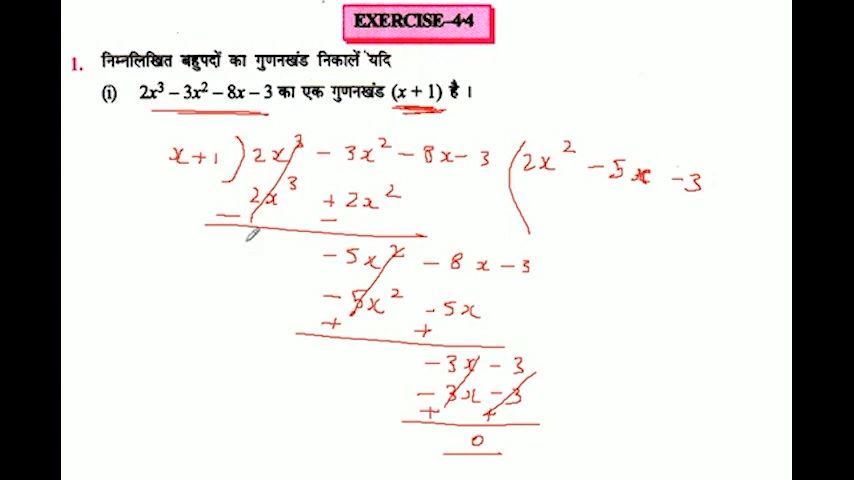 EXERCISE–4·4
1. निम्नलिखित बहुपदों का गुणनखंड निकालें यदि
(i) 2x³ – 3x² – 8x – 3 का एक गुणनखंड (x + 1) है ।
x+1 ) 2x³ – 3x² – 8x – 3 ( 2x² – 5x – 3
2x³ + 2x²
– –
– 5x² – 8x – 3
– 5x² – 5x
+ +
– 3x – 3
– 3x – 3
+ +
0